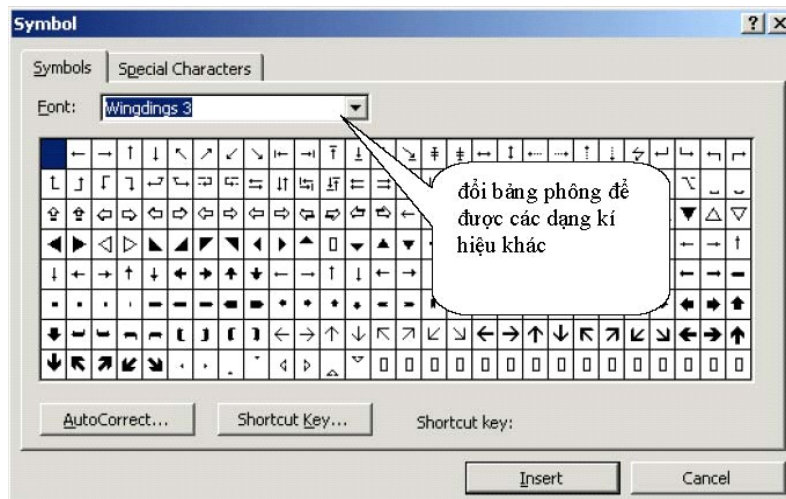 Symbol
Symbols Special Characters
Font: Wingdings 3
đổi bảng phông để
được các dạng kí
hiệu khác
AutoCorrect... Shortcut Key... Shortcut key:
Insert Cancel